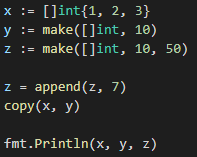 x := []int{1, 2, 3}
y := make([]int, 10)
z := make([]int, 10, 50)
z = append(z, 7)
copy(x, y)
fmt.Println(x, y, z)